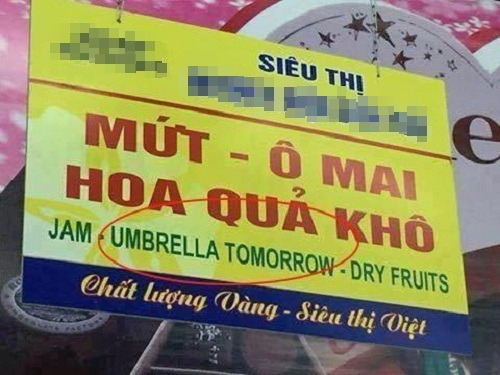 SIÊU THỊ
MỨT - Ô MAI
HOA QUẢ KHÔ
JAM - UMBRELLA TOMORROW - DRY FRUITS
Chất lượng Vàng - Siêu thị Việt